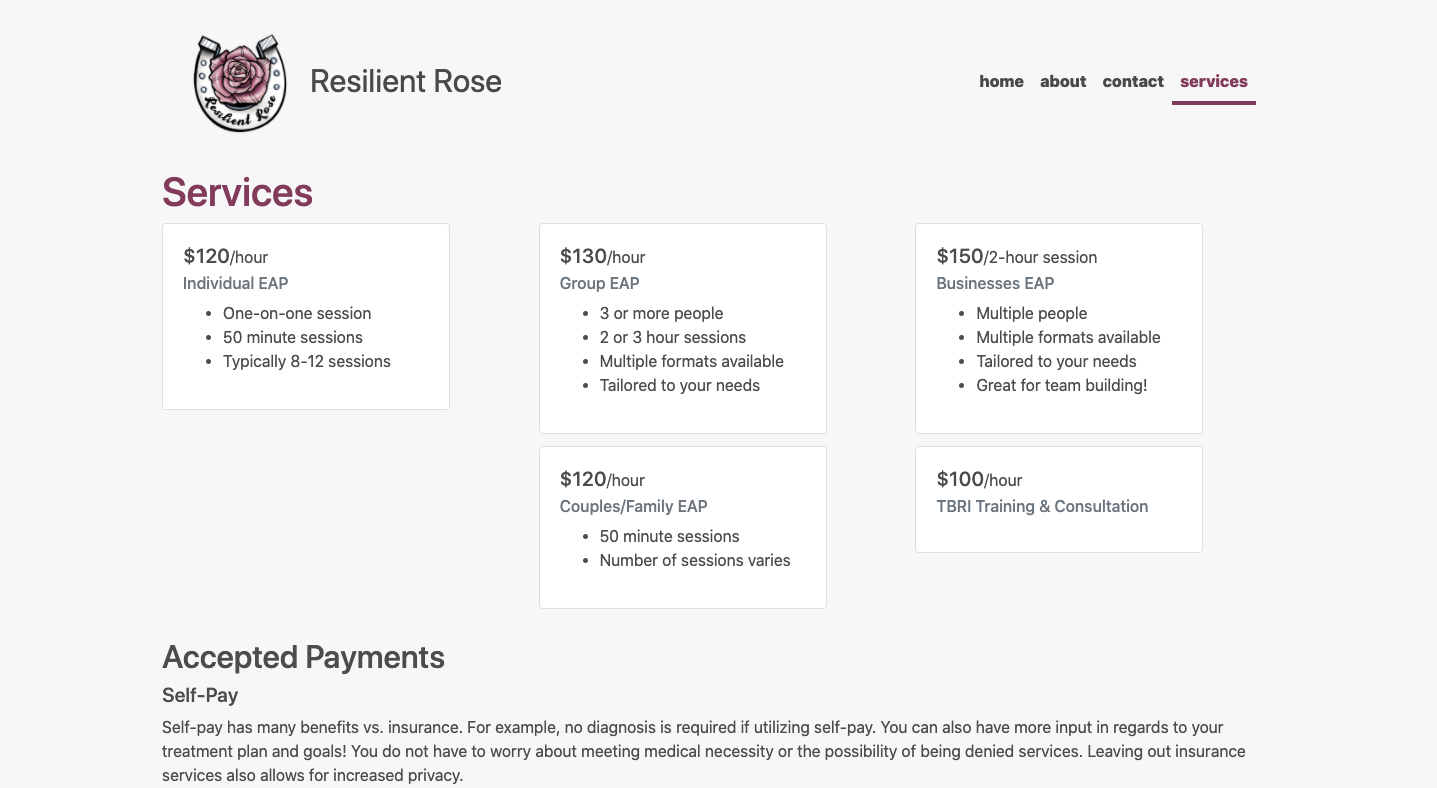 Resilient Rose
Resilient Rose
home about contact services
Services
$120/hour
Individual EAP
• One-on-one session
• 50 minute sessions
• Typically 8-12 sessions
$130/hour
Group EAP
• 3 or more people
• 2 or 3 hour sessions
• Multiple formats available
• Tailored to your needs
$150/2-hour session
Businesses EAP
• Multiple people
• Multiple formats available
• Tailored to your needs
• Great for team building!
$120/hour
Couples/Family EAP
• 50 minute sessions
• Number of sessions varies
$100/hour
TBRI Training & Consultation
Accepted Payments
Self-Pay
Self-pay has many benefits vs. insurance. For example, no diagnosis is required if utilizing self-pay. You can also have more input in regards to your
treatment plan and goals! You do not have to worry about meeting medical necessity or the possibility of being denied services. Leaving out insurance
services also allows for increased privacy.